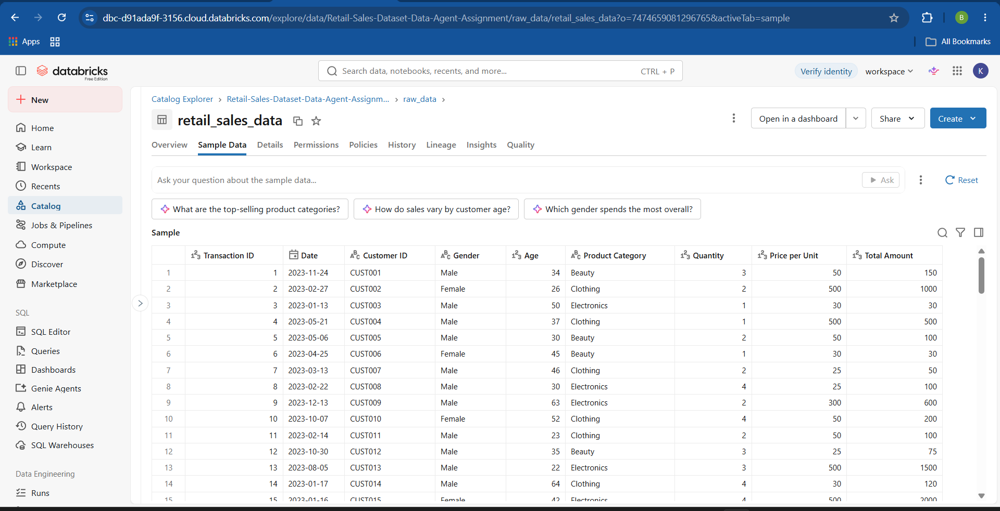 dbc-d91ada9f-3156.cloud.databricks.com/explore/data/Retail-Sales-Dataset-Data-Agent-Assignment/raw_data/retail_sales_data?o=7474659081296765&activeTab=sample
B
Apps
All Bookmarks
databricks
Free Edition
Search data, notebooks, recents, and more...
CTRL + P
Verify identity
workspace
K
New
Home
Learn
Workspace
Recents
Catalog
Jobs & Pipelines
Compute
Discover
Marketplace
SQL
SQL Editor
Queries
Dashboards
Genie Agents
Alerts
Query History
SQL Warehouses
Data Engineering
Runs
Catalog Explorer > Retail-Sales-Dataset-Data-Agent-Assignm... > raw_data >
retail_sales_data
Open in a dashboard
Share
Create
Overview Sample Data Details Permissions Policies History Lineage Insights Quality
Ask your question about the sample data...
Ask
Reset
What are the top-selling product categories?
How do sales vary by customer age?
Which gender spends the most overall?
Sample
Transaction ID Date Customer ID Gender Age Product Category Quantity Price per Unit Total Amount
1 1 2023-11-24 CUST001 Male 34 Beauty 3 50 150
2 2 2023-02-27 CUST002 Female 26 Clothing 2 500 1000
3 3 2023-01-13 CUST003 Male 50 Electronics 1 30 30
4 4 2023-05-21 CUST004 Male 37 Clothing 1 500 500
5 5 2023-05-06 CUST005 Male 30 Beauty 2 50 100
6 6 2023-04-25 CUST006 Female 45 Beauty 1 30 30
7 7 2023-03-13 CUST007 Male 46 Clothing 2 25 50
8 8 2023-02-22 CUST008 Male 30 Electronics 4 25 100
9 9 2023-12-13 CUST009 Male 63 Electronics 2 300 600
10 10 2023-10-07 CUST010 Female 52 Clothing 4 50 200
11 11 2023-02-14 CUST011 Male 23 Clothing 2 50 100
12 12 2023-10-30 CUST012 Male 35 Beauty 3 25 75
13 13 2023-08-05 CUST013 Male 22 Electronics 3 500 1500
14 14 2023-01-17 CUST014 Male 64 Clothing 4 30 120
15 15 2023-01-16 CUST015 Female 42 Electronics 4 500 2000